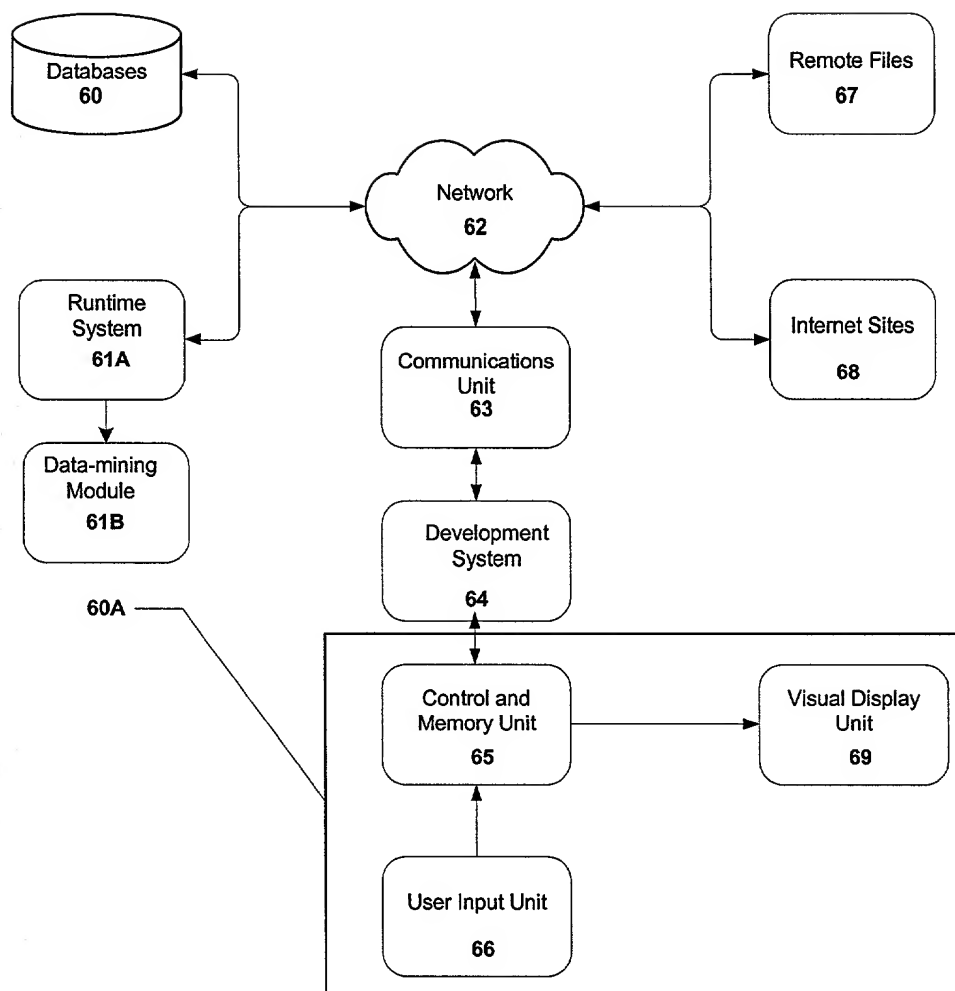 Databases
60
Remote Files
67
Network
62
Runtime
System
61A
Internet Sites
68
Communications
Unit
63
Data-mining
Module
61B
Development
System
64
60A
Control and
Memory Unit
65
Visual Display
Unit
69
User Input Unit
66